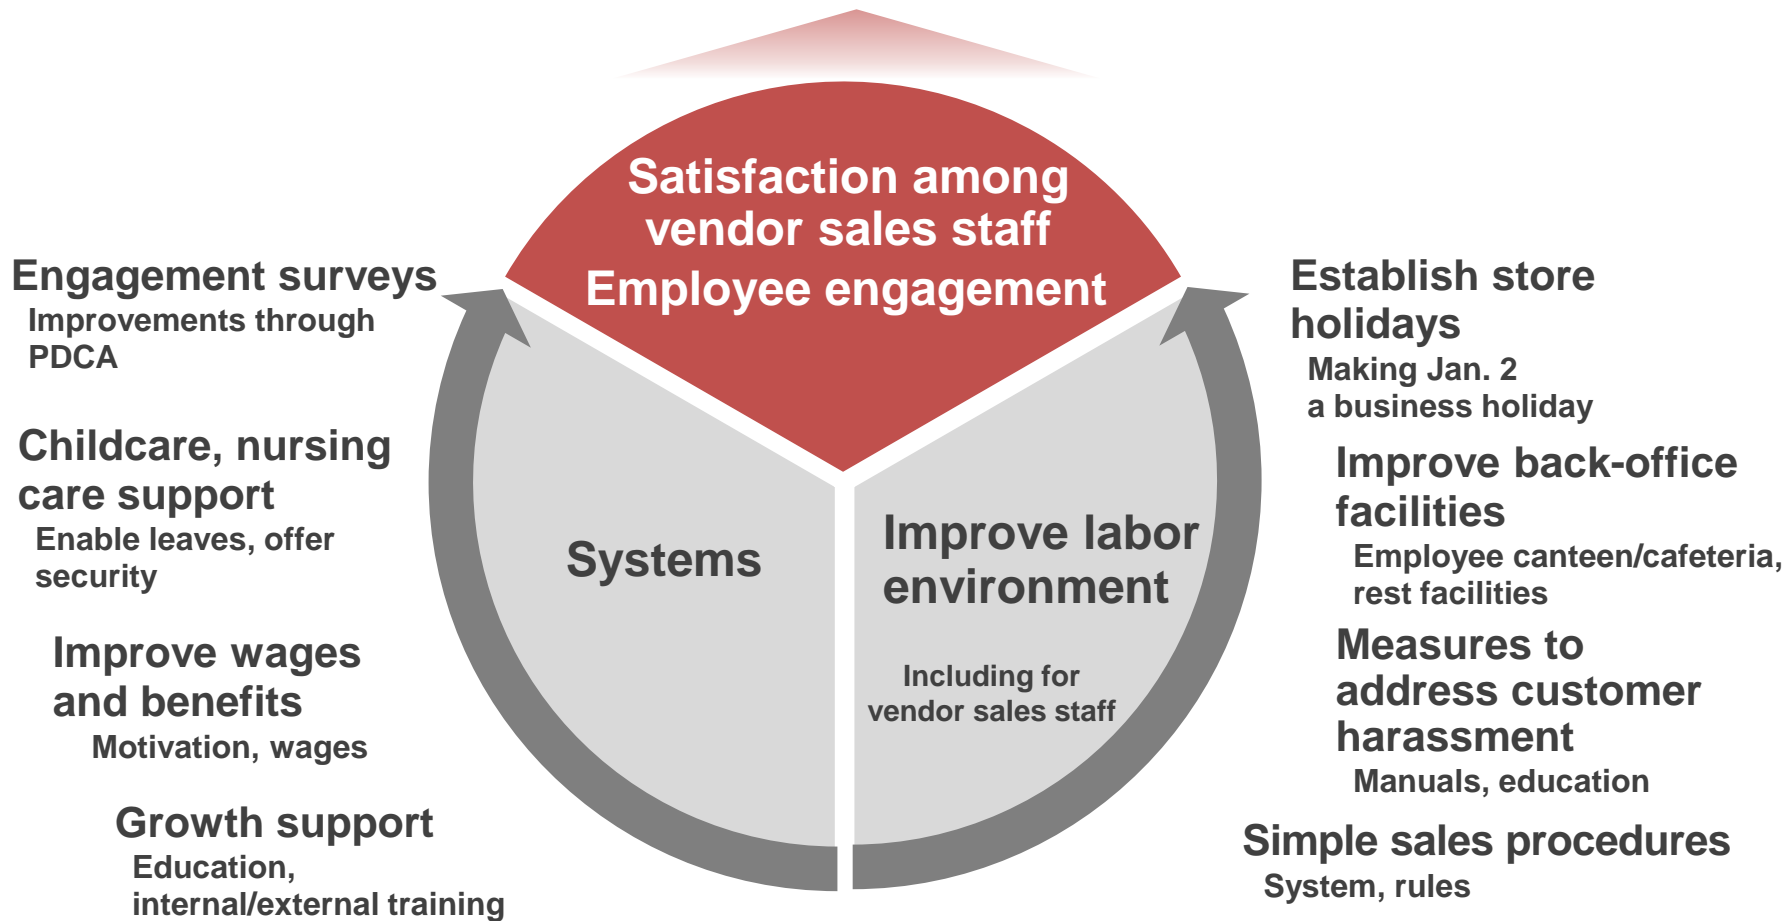 Satisfaction among
vendor sales staff
Employee engagement
Engagement surveys
Improvements through
PDCA
Childcare, nursing
care support
Enable leaves, offer
security
Improve wages
and benefits
Motivation, wages
Growth support
Education,
internal/external training
Systems
Improve labor
environment
Including for
vendor sales staff
Establish store
holidays
Making Jan. 2
a business holiday
Improve back-office
facilities
Employee canteen/cafeteria,
rest facilities
Measures to
address customer
harassment
Manuals, education
Simple sales procedures
System, rules